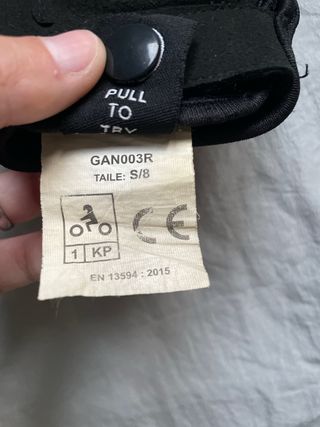 PULL
TO
TRY
GAN003R
TAILE: S/8
CE
1 KP
EN 13594 : 2015